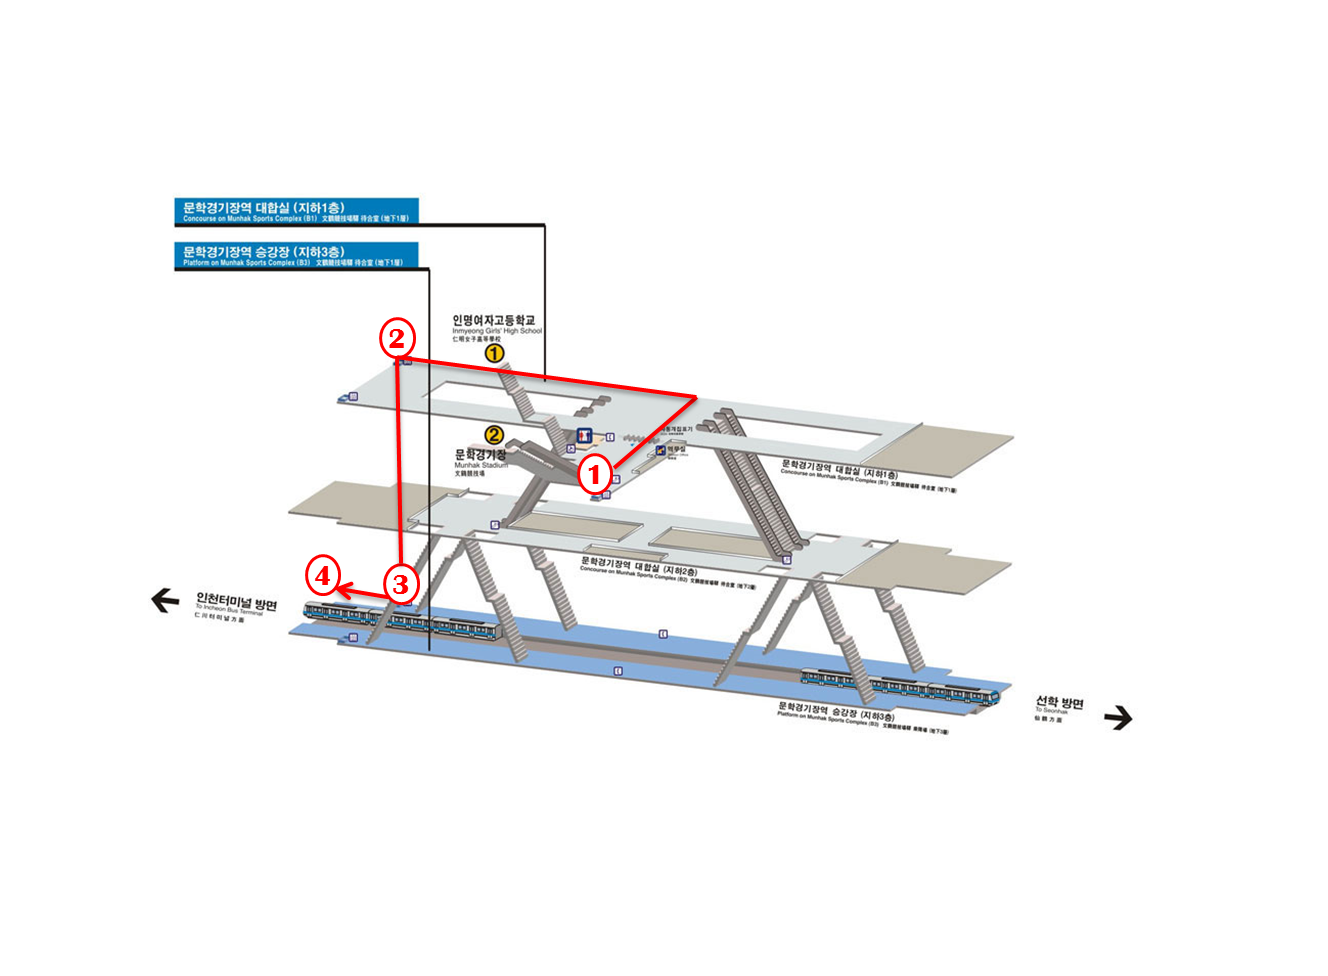 문학경기장역 대합실 (지하1층)
Concourse on Munhak Sports Complex (B1) 文鶴競技場驛 待合室 (地下1層)
문학경기장역 승강장 (지하3층)
Platform on Munhak Sports Complex (B3) 文鶴競技場驛 待合室 (地下1層)
인명여자고등학교
Inmyeong Girls' High School
仁明女子高等學校
1
2
2
문학경기장
Munhak Stadium
文鶴競技場
1
역무실
문학경기장역 대합실 (지하1층)
Concourse on Munhak Sports Complex (B1) 文鶴競技場驛 待合室 (地下1層)
문학경기장역 대합실 (지하2층)
Concourse on Munhak Sports Complex (B2) 文鶴競技場驛 待合室 (地下2層)
4
3
인천터미널 방면
To Incheon Bus Terminal
仁川터미널方面
선학 방면
To Seonhak
仙鶴方面
문학경기장역 승강장 (지하3층)
Platform on Munhak Sports Complex (B3) 文鶴競技場驛 乘降場 (地下3層)